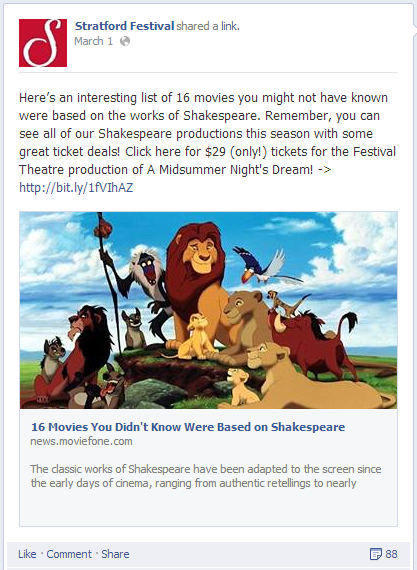 Stratford Festival shared a link.
March 1
Here's an interesting list of 16 movies you might not have known
were based on the works of Shakespeare. Remember, you can
see all of our Shakespeare productions this season with some
great ticket deals! Click here for $29 (only!) tickets for the Festival
Theatre production of A Midsummer Night's Dream! ->
http://bit.ly/1fVIhAZ
16 Movies You Didn't Know Were Based on Shakespeare
news.moviefone.com
The classic works of Shakespeare have been adapted to the screen since
the early days of cinema, ranging from authentic retellings to nearly
Like · Comment · Share 88